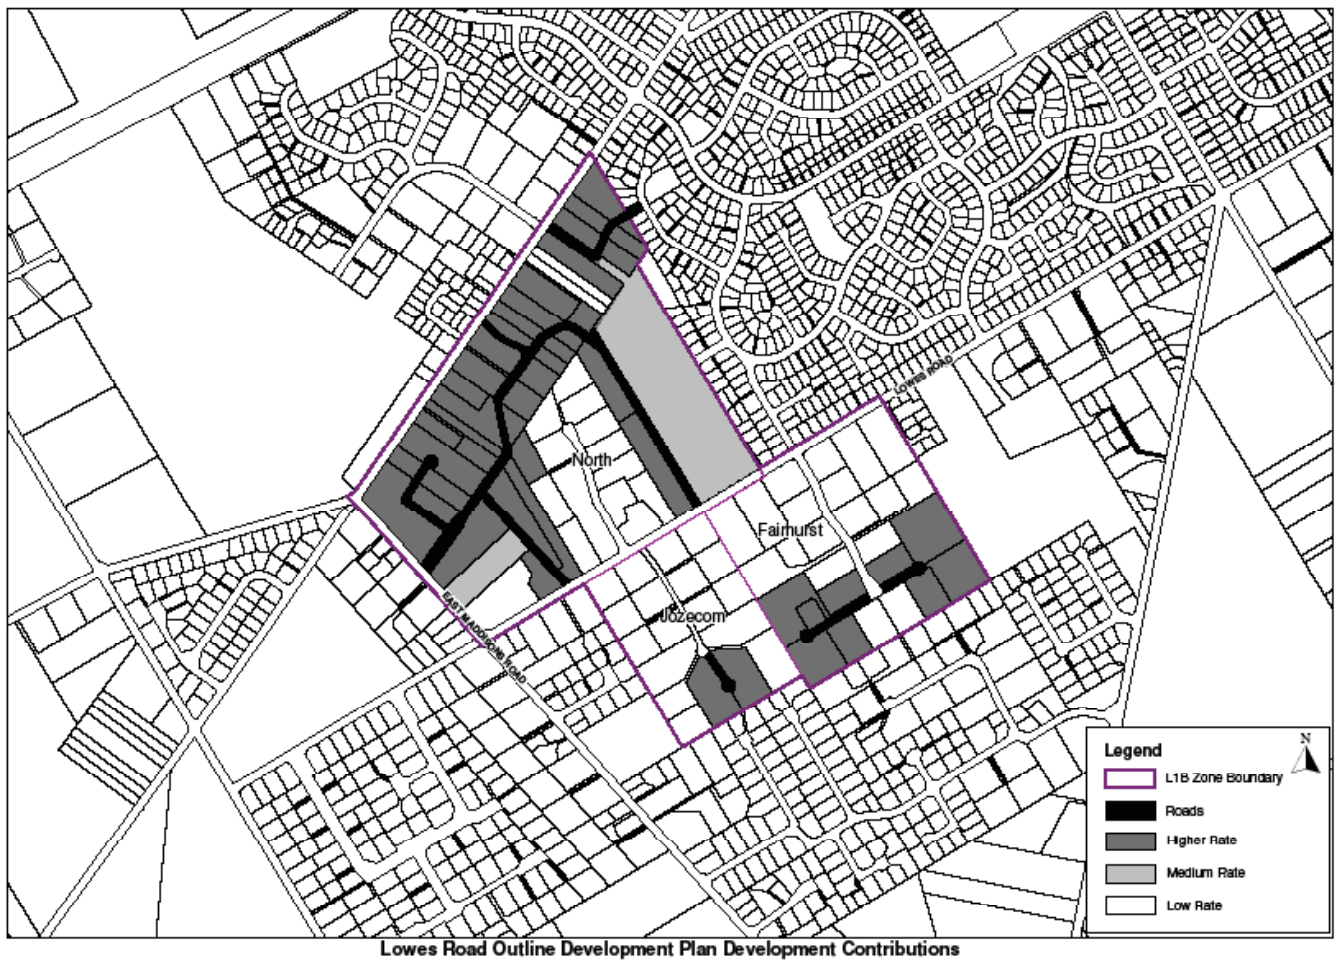 LOWES ROAD
North
Fairhurst
Jozecom
EAST MADDISONS ROAD
Legend
N
L1B Zone Boundary
Roads
Higher Rate
Medium Rate
Low Rate
Lowes Road Outline Development Plan Development Contributions